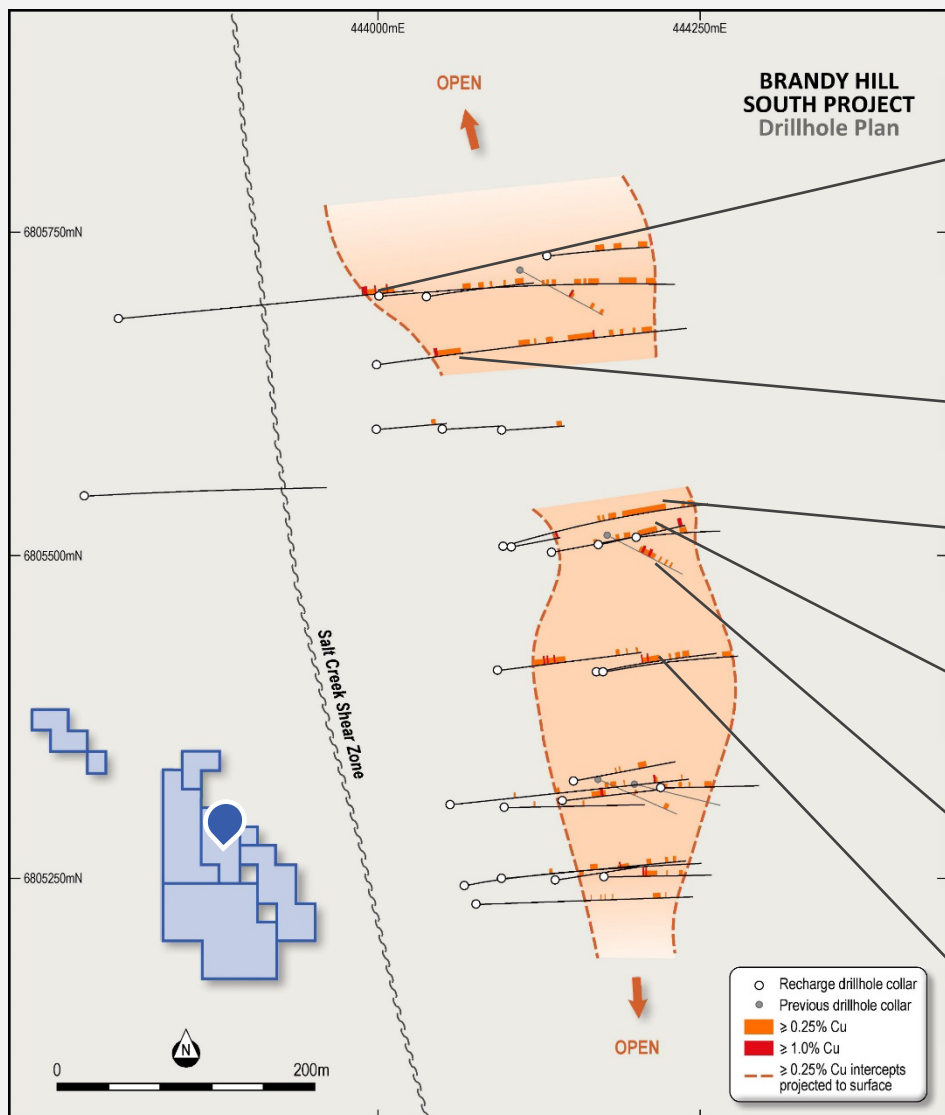 444000mE
444250mE
BRANDY HILL
SOUTH PROJECT
Drillhole Plan
OPEN
6805750mN
6805500mN
Salt Creek Shear Zone
6805250mN
OPEN
N
0
200m
Recharge drillhole collar
Previous drillhole collar
≥ 0.25% Cu
≥ 1.0% Cu
≥ 0.25% Cu intercepts
projected to surface